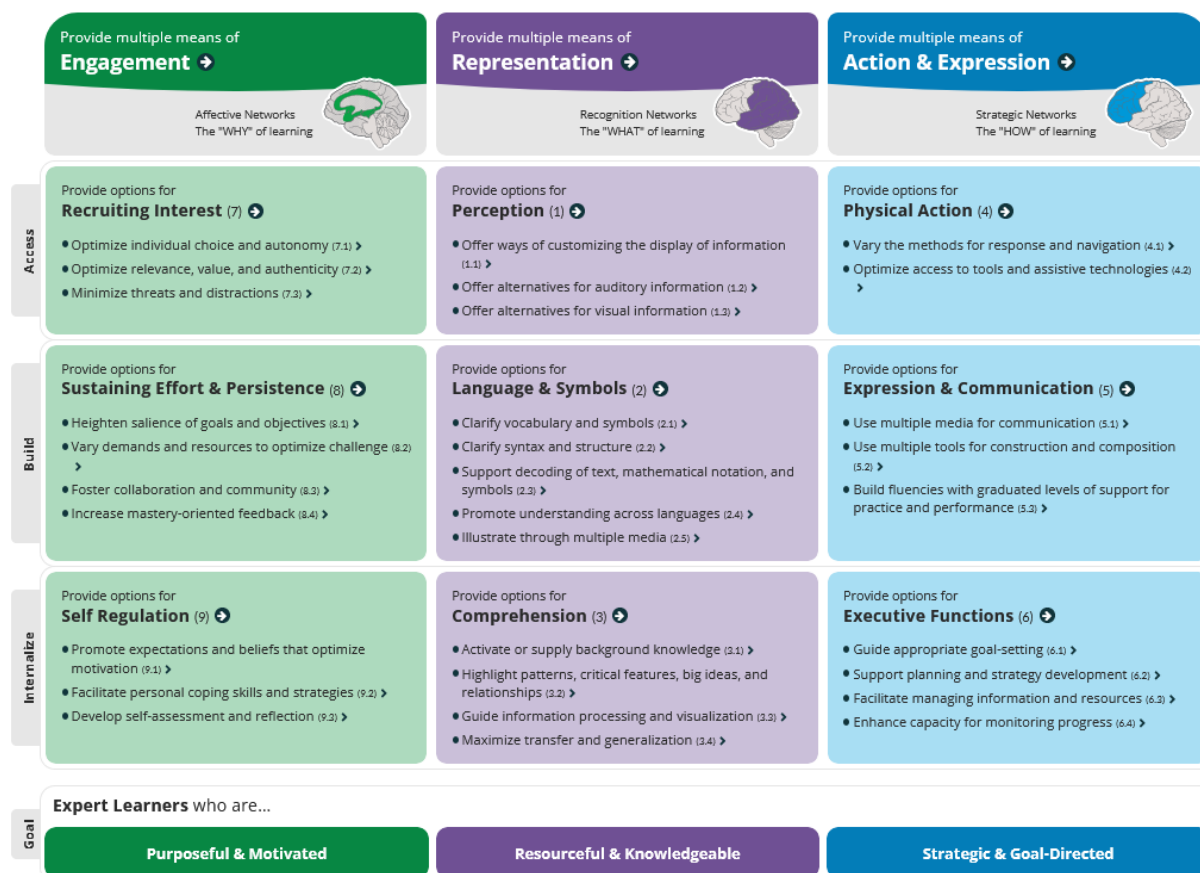 Provide multiple means of
Engagement
Affective Networks
The "WHY" of learning
Provide multiple means of
Representation
Recognition Networks
The "WHAT" of learning
Provide multiple means of
Action & Expression
Strategic Networks
The "HOW" of learning
Access
Provide options for
Recruiting Interest (7)
• Optimize individual choice and autonomy (7.1)
• Optimize relevance, value, and authenticity (7.2)
• Minimize threats and distractions (7.3)
Provide options for
Perception (1)
• Offer ways of customizing the display of information
(1.1)
• Offer alternatives for auditory information (1.2)
• Offer alternatives for visual information (1.3)
Provide options for
Physical Action (4)
• Vary the methods for response and navigation (4.1)
• Optimize access to tools and assistive technologies (4.2)
Build
Provide options for
Sustaining Effort & Persistence (8)
• Heighten salience of goals and objectives (8.1)
• Vary demands and resources to optimize challenge (8.2)
• Foster collaboration and community (8.3)
• Increase mastery-oriented feedback (8.4)
Provide options for
Language & Symbols (2)
• Clarify vocabulary and symbols (2.1)
• Clarify syntax and structure (2.2)
• Support decoding of text, mathematical notation, and
symbols (2.3)
• Promote understanding across languages (2.4)
• Illustrate through multiple media (2.5)
Provide options for
Expression & Communication (5)
• Use multiple media for communication (5.1)
• Use multiple tools for construction and composition
(5.2)
• Build fluencies with graduated levels of support for
practice and performance (5.3)
Internalize
Provide options for
Self Regulation (9)
• Promote expectations and beliefs that optimize
motivation (9.1)
• Facilitate personal coping skills and strategies (9.2)
• Develop self-assessment and reflection (9.3)
Provide options for
Comprehension (3)
• Activate or supply background knowledge (3.1)
• Highlight patterns, critical features, big ideas, and
relationships (3.2)
• Guide information processing and visualization (3.3)
• Maximize transfer and generalization (3.4)
Provide options for
Executive Functions (6)
• Guide appropriate goal-setting (6.1)
• Support planning and strategy development (6.2)
• Facilitate managing information and resources (6.3)
• Enhance capacity for monitoring progress (6.4)
Goal
Expert Learners who are...
Purposeful & Motivated
Resourceful & Knowledgeable
Strategic & Goal-Directed